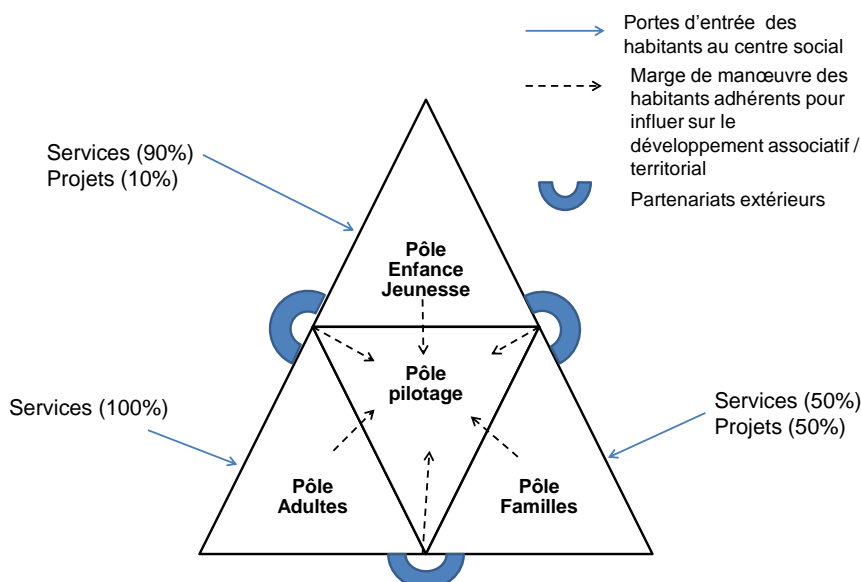 Portes d'entrée des
habitants au centre social
Marge de manœuvre des
habitants adhérents pour
influer sur le
développement associatif /
territorial
Partenariats extérieurs
Services (90%)
Projets (10%)
Pôle
Enfance
Jeunesse
Pôle
pilotage
Services (100%)
Services (50%)
Projets (50%)
Pôle
Adultes
Pôle
Familles